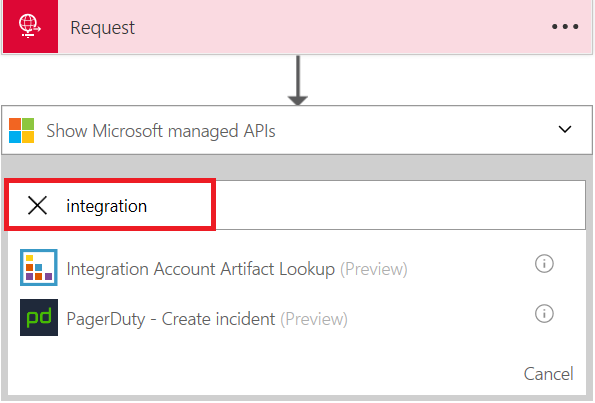 Request
Show Microsoft managed APIs
integration
Integration Account Artifact Lookup (Preview)
pd PagerDuty - Create incident (Preview)
Cancel